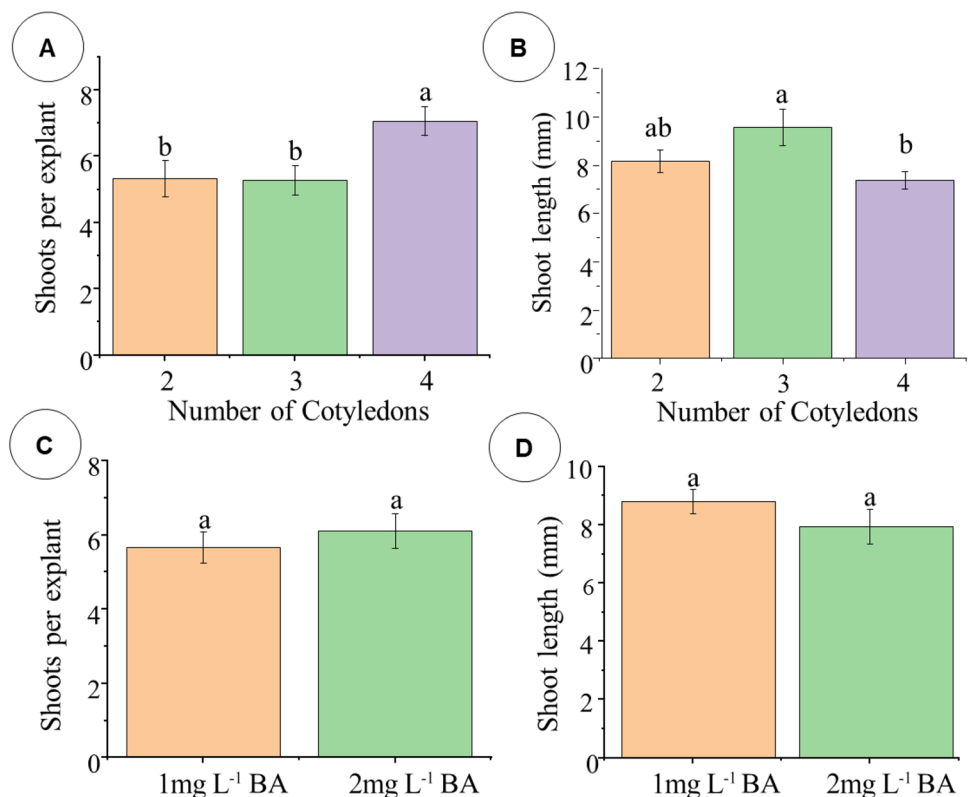 A
Shoots per explant
8
6
4
2
0
b
b
a
2
3
4
Number of Cotyledons
B
Shoot length (mm)
12
10
8
6
4
2
0
ab
a
b
2
3
4
Number of Cotyledons
C
Shoots per explant
8
6
4
2
0
a
a
1mg L⁻¹ BA
2mg L⁻¹ BA
D
Shoot length (mm)
10
8
6
4
2
0
a
a
1mg L⁻¹ BA
2mg L⁻¹ BA